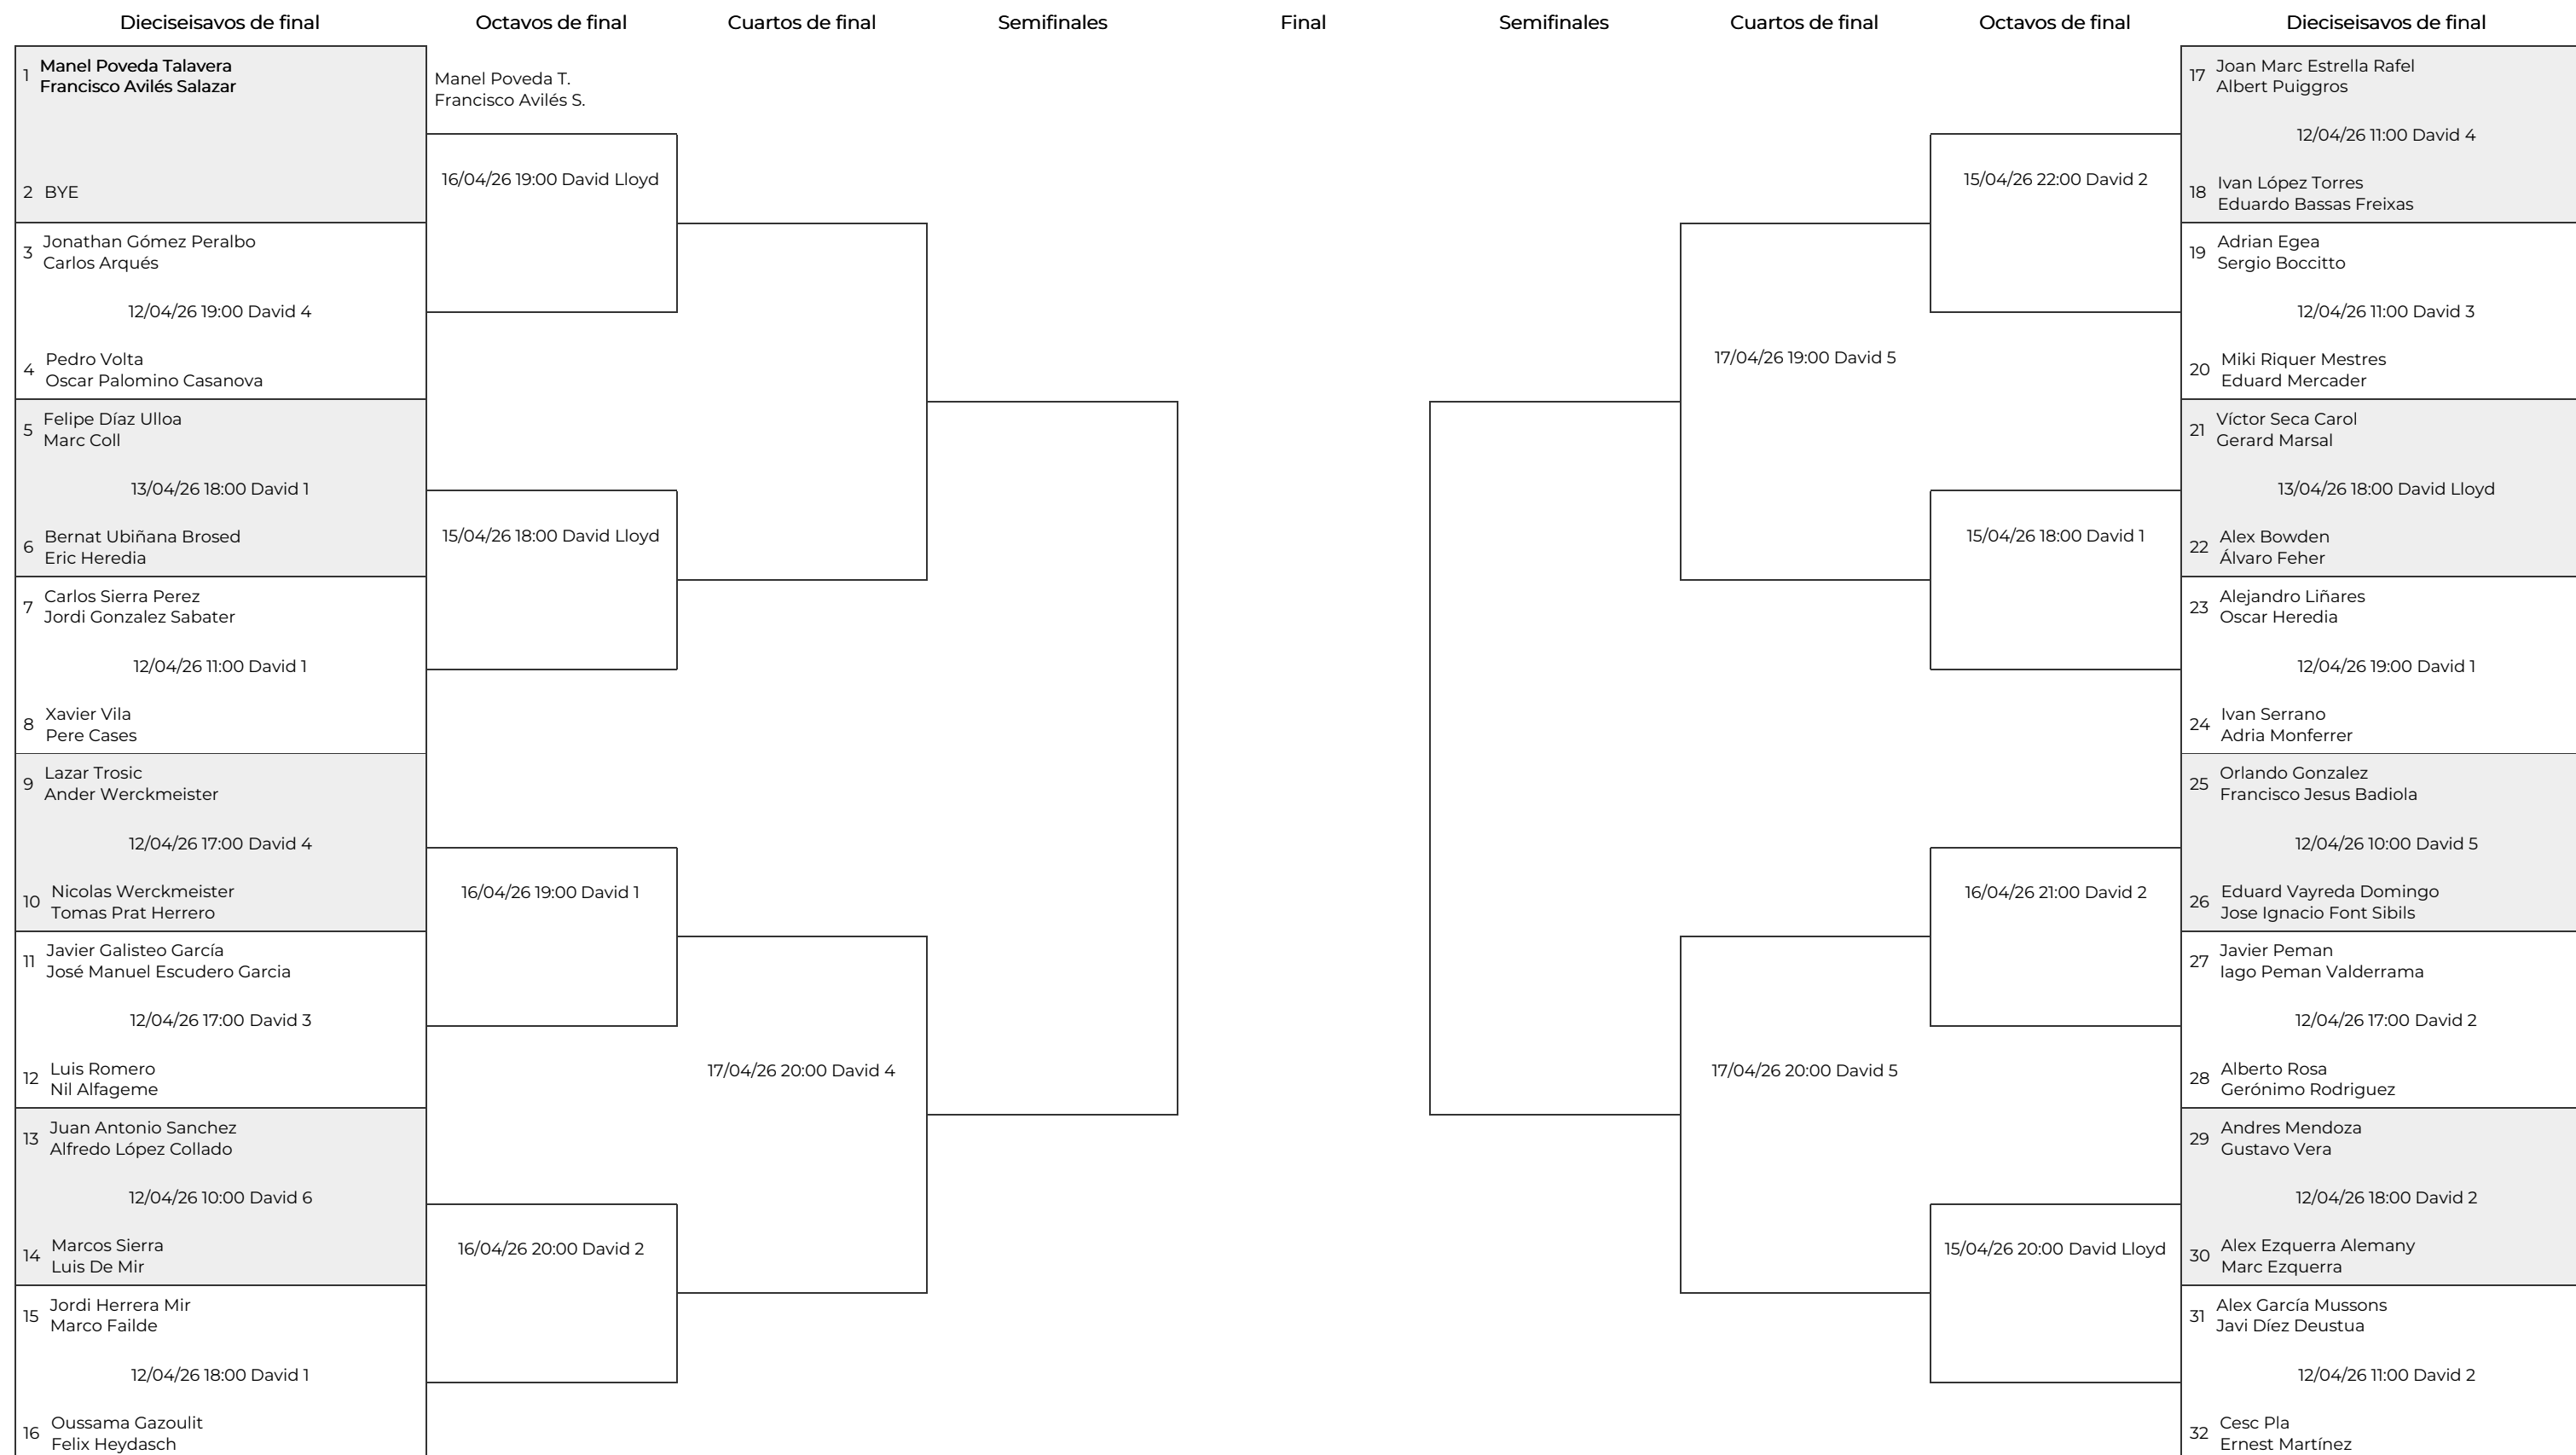 Dieciseisavos de final
Octavos de final
Cuartos de final
Semifinales
Final
Semifinales
Cuartos de final
Octavos de final
Dieciseisavos de final
1
Manel Poveda Talavera
Francisco Avilés Salazar
2 BYE
3
Jonathan Gómez Peralbo
Carlos Arqués
12/04/26 19:00 David 4
4
Pedro Volta
Oscar Palomino Casanova
5
Felipe Díaz Ulloa
Marc Coll
13/04/26 18:00 David 1
6
Bernat Ubiñana Brosed
Eric Heredia
7
Carlos Sierra Perez
Jordi Gonzalez Sabater
12/04/26 11:00 David 1
8
Xavier Vila
Pere Cases
9
Lazar Trosic
Ander Werckmeister
12/04/26 17:00 David 4
10
Nicolas Werckmeister
Tomas Prat Herrero
11
Javier Galisteo García
José Manuel Escudero Garcia
12/04/26 17:00 David 3
12
Luis Romero
Nil Alfageme
13
Juan Antonio Sanchez
Alfredo López Collado
12/04/26 10:00 David 6
14
Marcos Sierra
Luis De Mir
15
Jordi Herrera Mir
Marco Failde
12/04/26 18:00 David 1
16
Oussama Gazoulit
Felix Heydasch
Manel Poveda T.
Francisco Avilés S.
16/04/26 19:00 David Lloyd
15/04/26 18:00 David Lloyd
16/04/26 19:00 David 1
16/04/26 20:00 David 2
17/04/26 20:00 David 4
17/04/26 19:00 David 5
17/04/26 20:00 David 5
15/04/26 22:00 David 2
15/04/26 18:00 David 1
16/04/26 21:00 David 2
15/04/26 20:00 David Lloyd
17
Joan Marc Estrella Rafel
Albert Puiggros
12/04/26 11:00 David 4
18
Ivan López Torres
Eduardo Bassas Freixas
19
Adrian Egea
Sergio Boccitto
12/04/26 11:00 David 3
20
Miki Riquer Mestres
Eduard Mercader
21
Víctor Seca Carol
Gerard Marsal
13/04/26 18:00 David Lloyd
22
Alex Bowden
Álvaro Feher
23
Alejandro Liñares
Oscar Heredia
12/04/26 19:00 David 1
24
Ivan Serrano
Adria Monferrer
25
Orlando Gonzalez
Francisco Jesus Badiola
12/04/26 10:00 David 5
26
Eduard Vayreda Domingo
Jose Ignacio Font Sibils
27
Javier Peman
Iago Peman Valderrama
12/04/26 17:00 David 2
28
Alberto Rosa
Gerónimo Rodriguez
29
Andres Mendoza
Gustavo Vera
12/04/26 18:00 David 2
30
Alex Ezquerra Alemany
Marc Ezquerra
31
Alex García Mussons
Javi Díez Deustua
12/04/26 11:00 David 2
32
Cesc Pla
Ernest Martínez